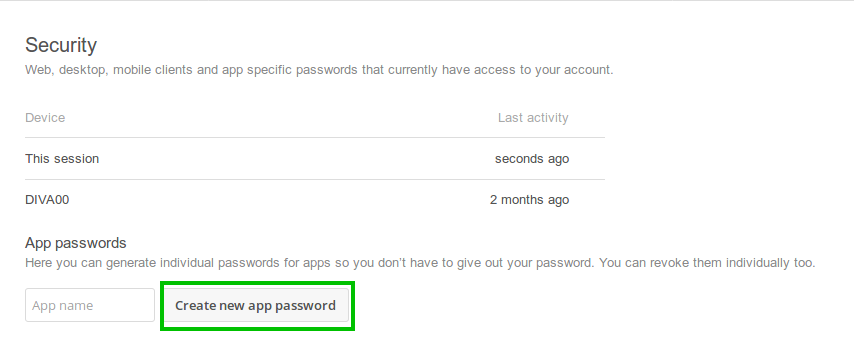 Security
Web, desktop, mobile clients and app specific passwords that currently have access to your account.
Device Last activity
This session seconds ago
DIVA00 2 months ago
App passwords
Here you can generate individual passwords for apps so you don't have to give out your password. You can revoke them individually too.
App name Create new app password